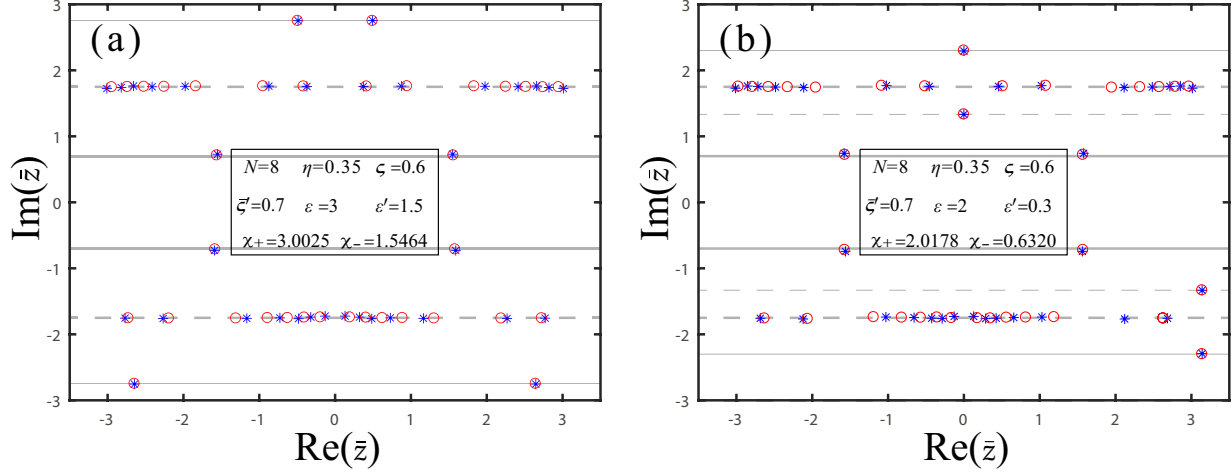 (a)
Im(z̄)
3
2
1
0
-1
-2
-3
N=8 η=0.35 ς=0.6
ς̄′=0.7 ε=3 ε′=1.5
χ+=3.0025 χ−=1.5464
-3 -2 -1 0 1 2 3
Re(z̄)
(b)
Im(z̄)
3
2
1
0
-1
-2
-3
N=8 η=0.35 ς=0.6
ς̄′=0.7 ε=2 ε′=0.3
χ+=2.0178 χ−=0.6320
-3 -2 -1 0 1 2 3
Re(z̄)